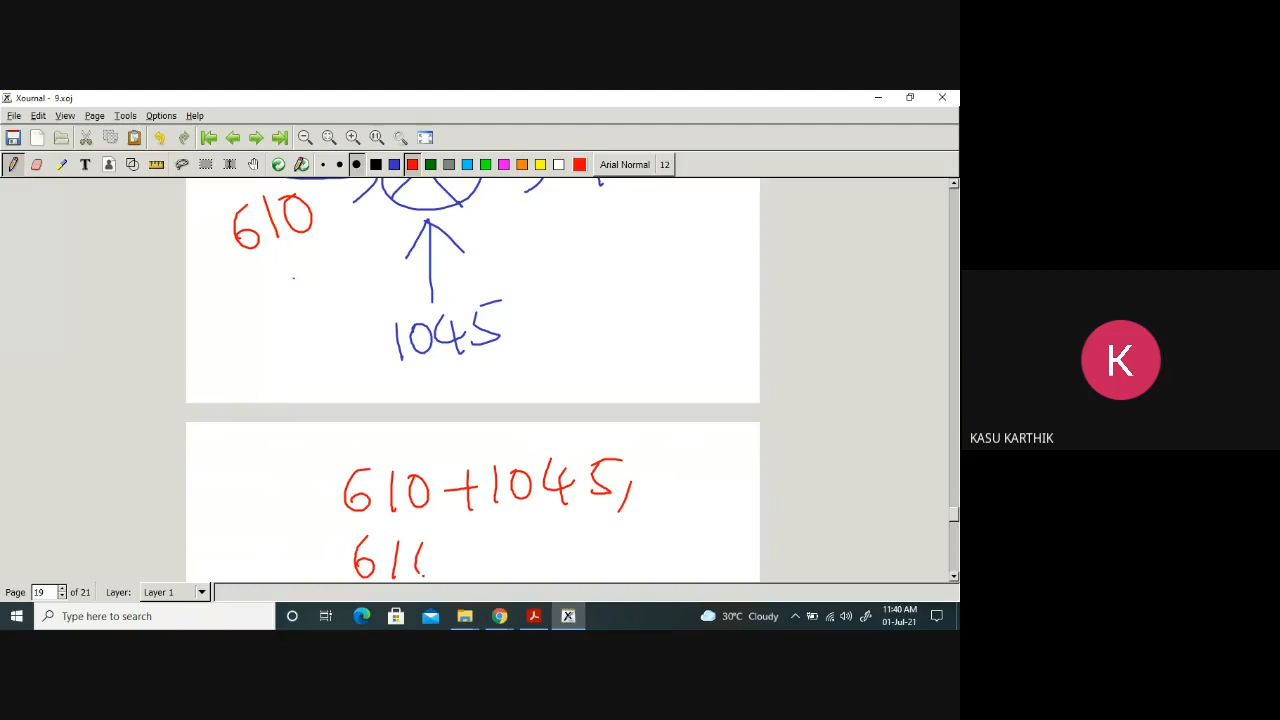 Xournal - 9.xoj
File Edit View Page Tools Options Help
T Arial Normal 12
610
1045
610+1045,
61
Page 19 of 21 Layer: Layer 1
Type here to search
30°C Cloudy
11:40 AM
01-Jul-21
K
KASU KARTHIK